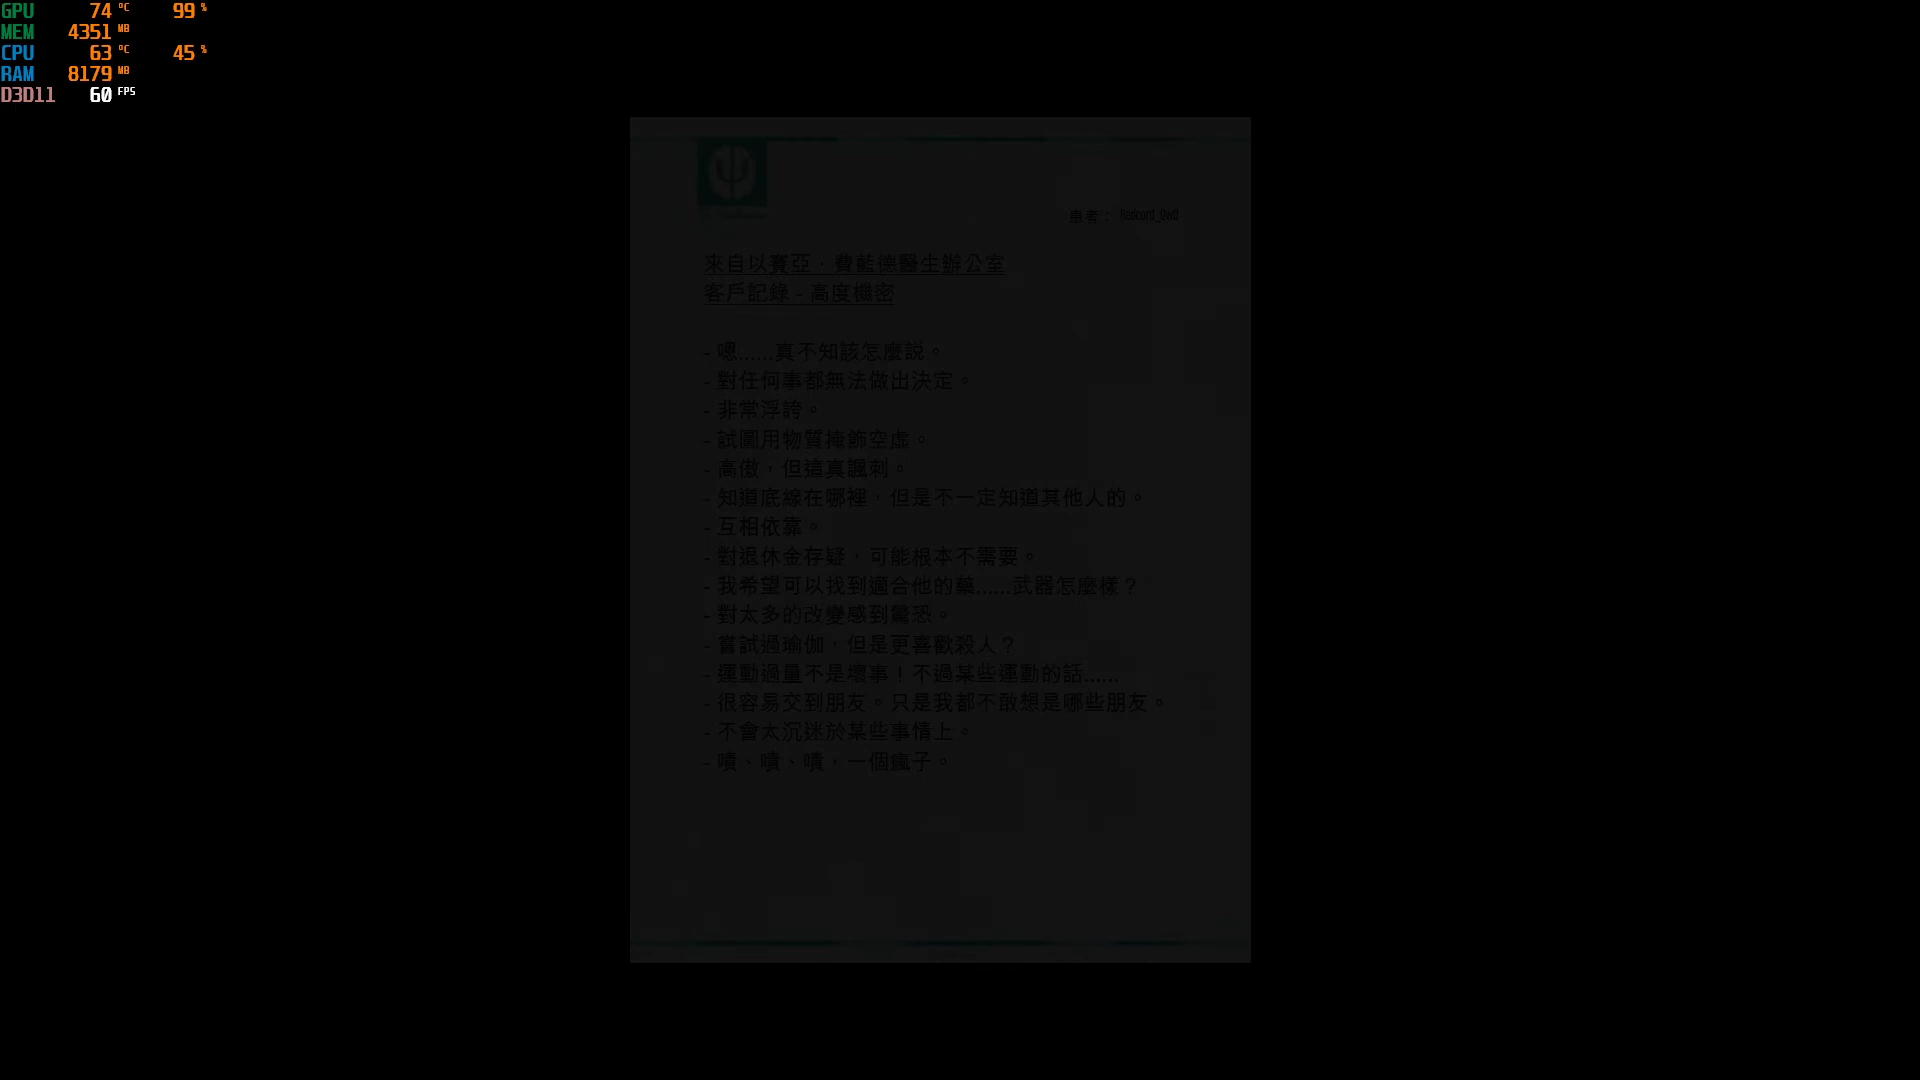 GPU 74 °C 99 %
MEM 4351 MB
CPU 63 °C 45 %
RAM 8179 MB
D3D11 60 FPS
患者：
來自以賽亞．費藍德醫生辦公室
客戶記錄 - 高度機密
- 嗯......真不知該怎麼說。
- 對任何事都無法做出決定。
- 非常浮誇。
- 試圖用物質掩飾空虛。
- 高傲，但這真諷刺。
- 知道底線在哪裡，但是不一定知道其他人的。
- 互相依靠。
- 對退休金存疑，可能根本不需要。
- 我希望可以找到適合他的藥......武器怎麼樣？
- 對太多的改變感到驚恐。
- 嘗試過瑜伽，但是更喜歡殺人？
- 運動過量不是壞事！不過某些運動的話......
- 很容易交到朋友。只是我都不敢想是哪些朋友。
- 不會太沉迷於某些事情上。
- 嘖、嘖、嘖，一個瘋子。